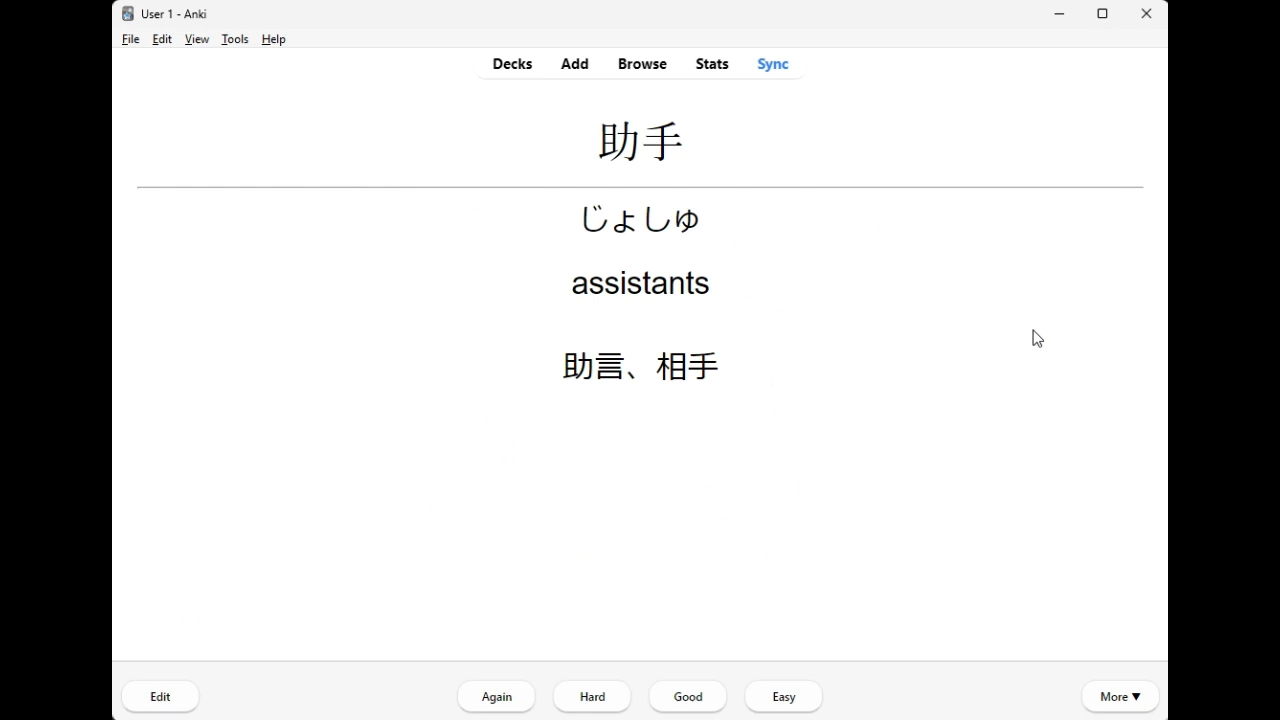 User 1 - Anki
File Edit View Tools Help
Decks Add Browse Stats Sync
助手
じょしゅ
assistants
助言、相手
Edit Again Hard Good Easy More ▼